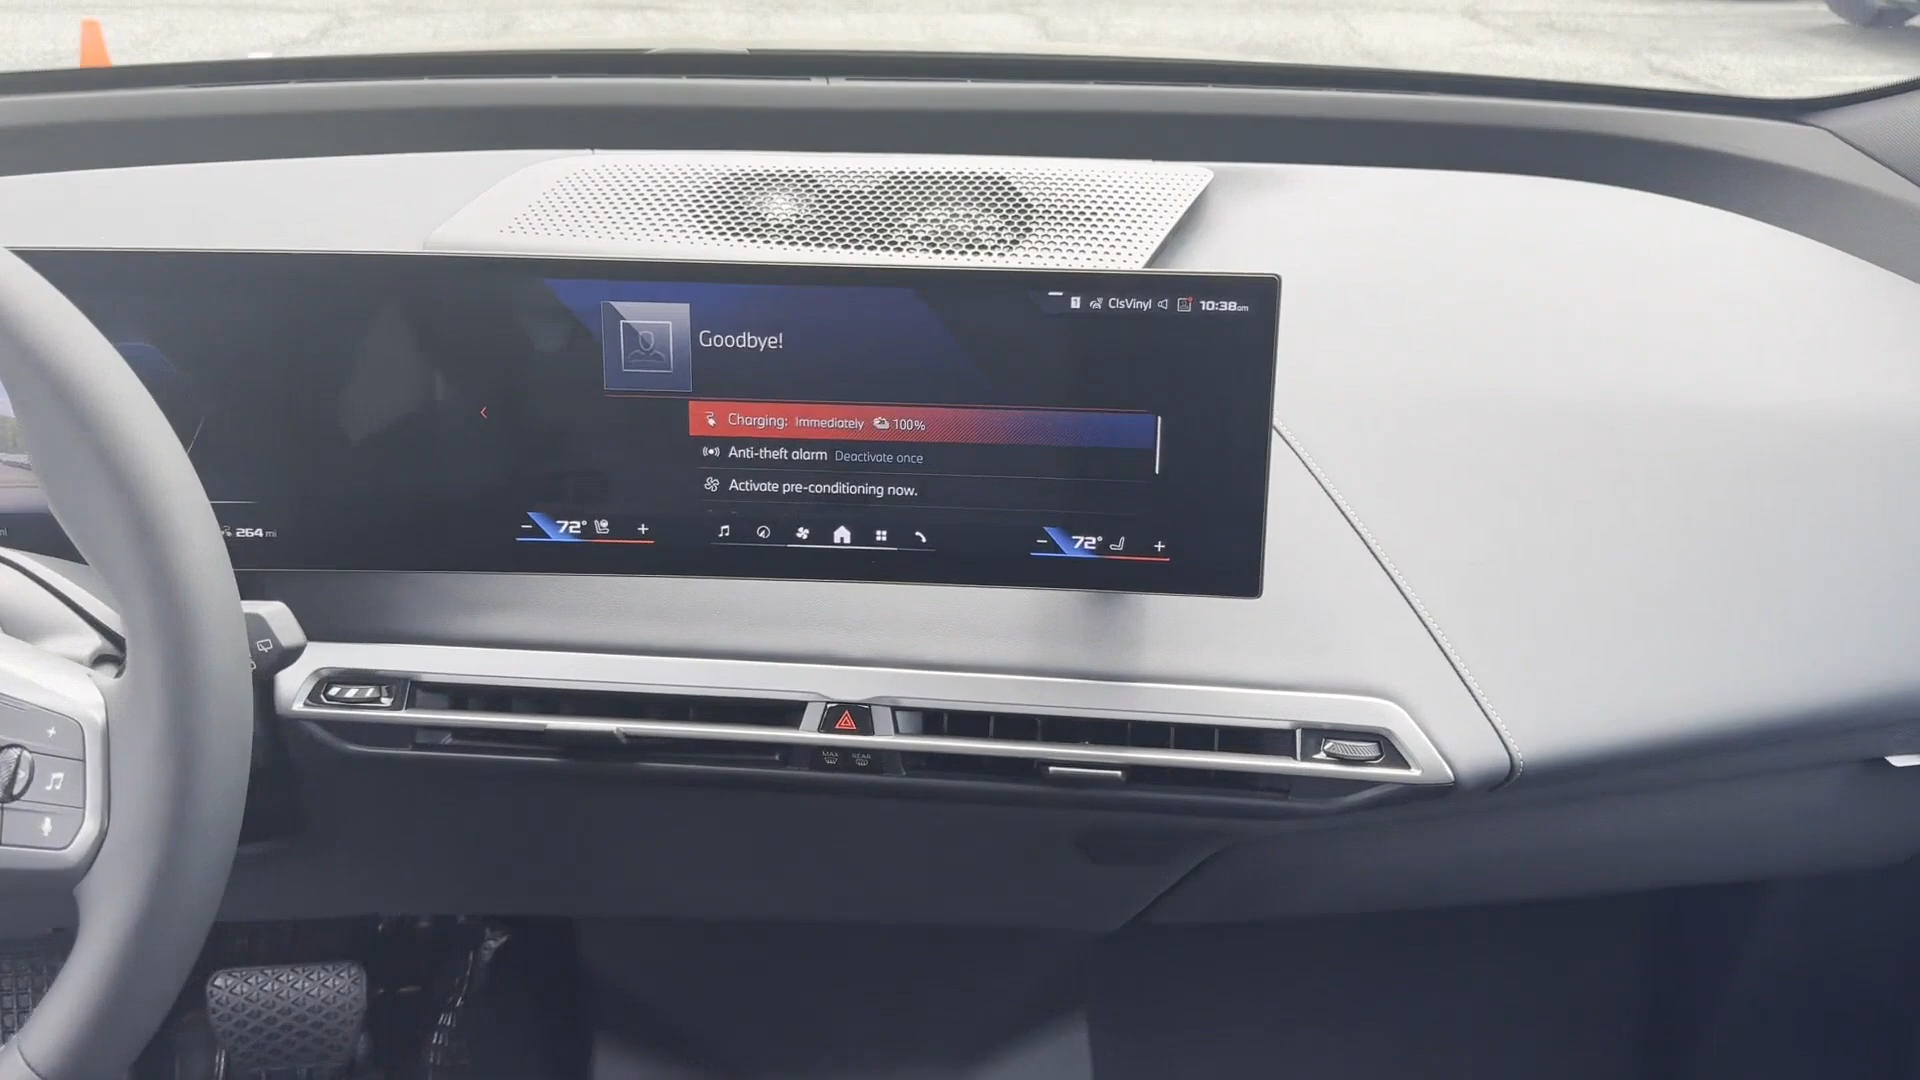 1 ClsVinyl 10:38am
Goodbye!
Charging: Immediately 100%
Anti-theft alarm Deactivate once
Activate pre-conditioning now.
264 mi
− 72° +
− 72° +
MAX REAR